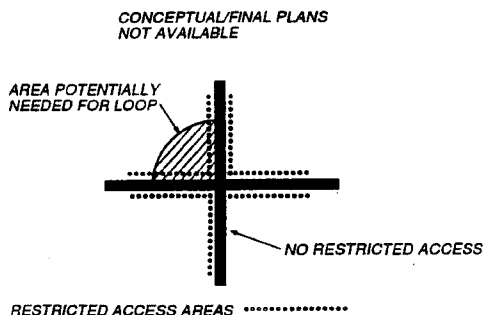 CONCEPTUAL/FINAL PLANS
NOT AVAILABLE
AREA POTENTIALLY
NEEDED FOR LOOP
NO RESTRICTED ACCESS
RESTRICTED ACCESS AREAS